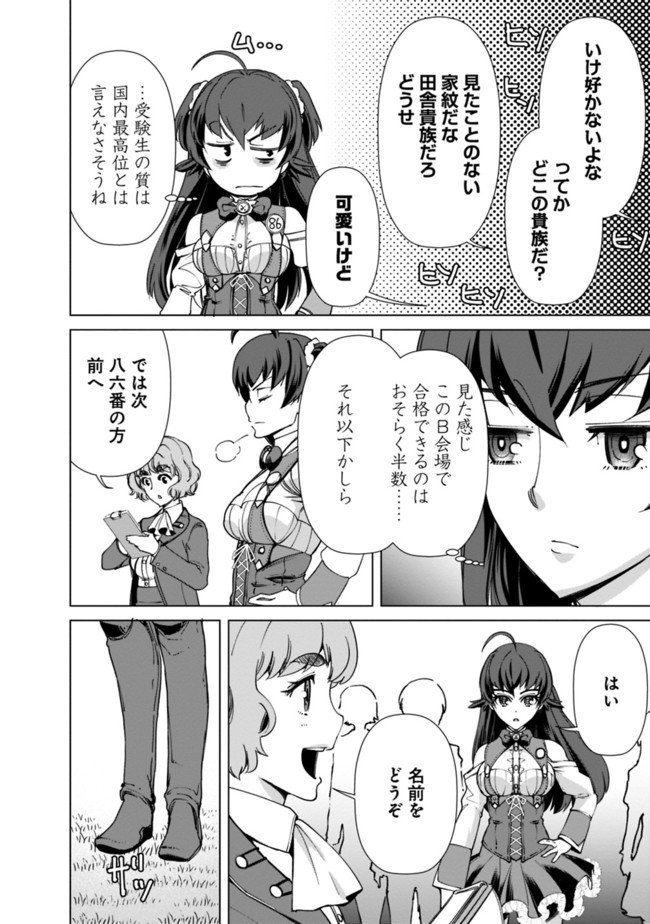 いけ好かないよな
ってか
どこの貴族だ？
ヒソ
ヒソ
見たことのない
家紋だな
田舎貴族だろ
どうせ
ヒソ
ヒソ
可愛いけど
ム…
86
…受験生の質は
国内最高位とは
言えなさそうね
見た感じ
このB会場で
合格できるのは
おそらく半数……
それ以下かしら
では次
八六番の方
前へ
はい
名前を
どうぞ
ザッ